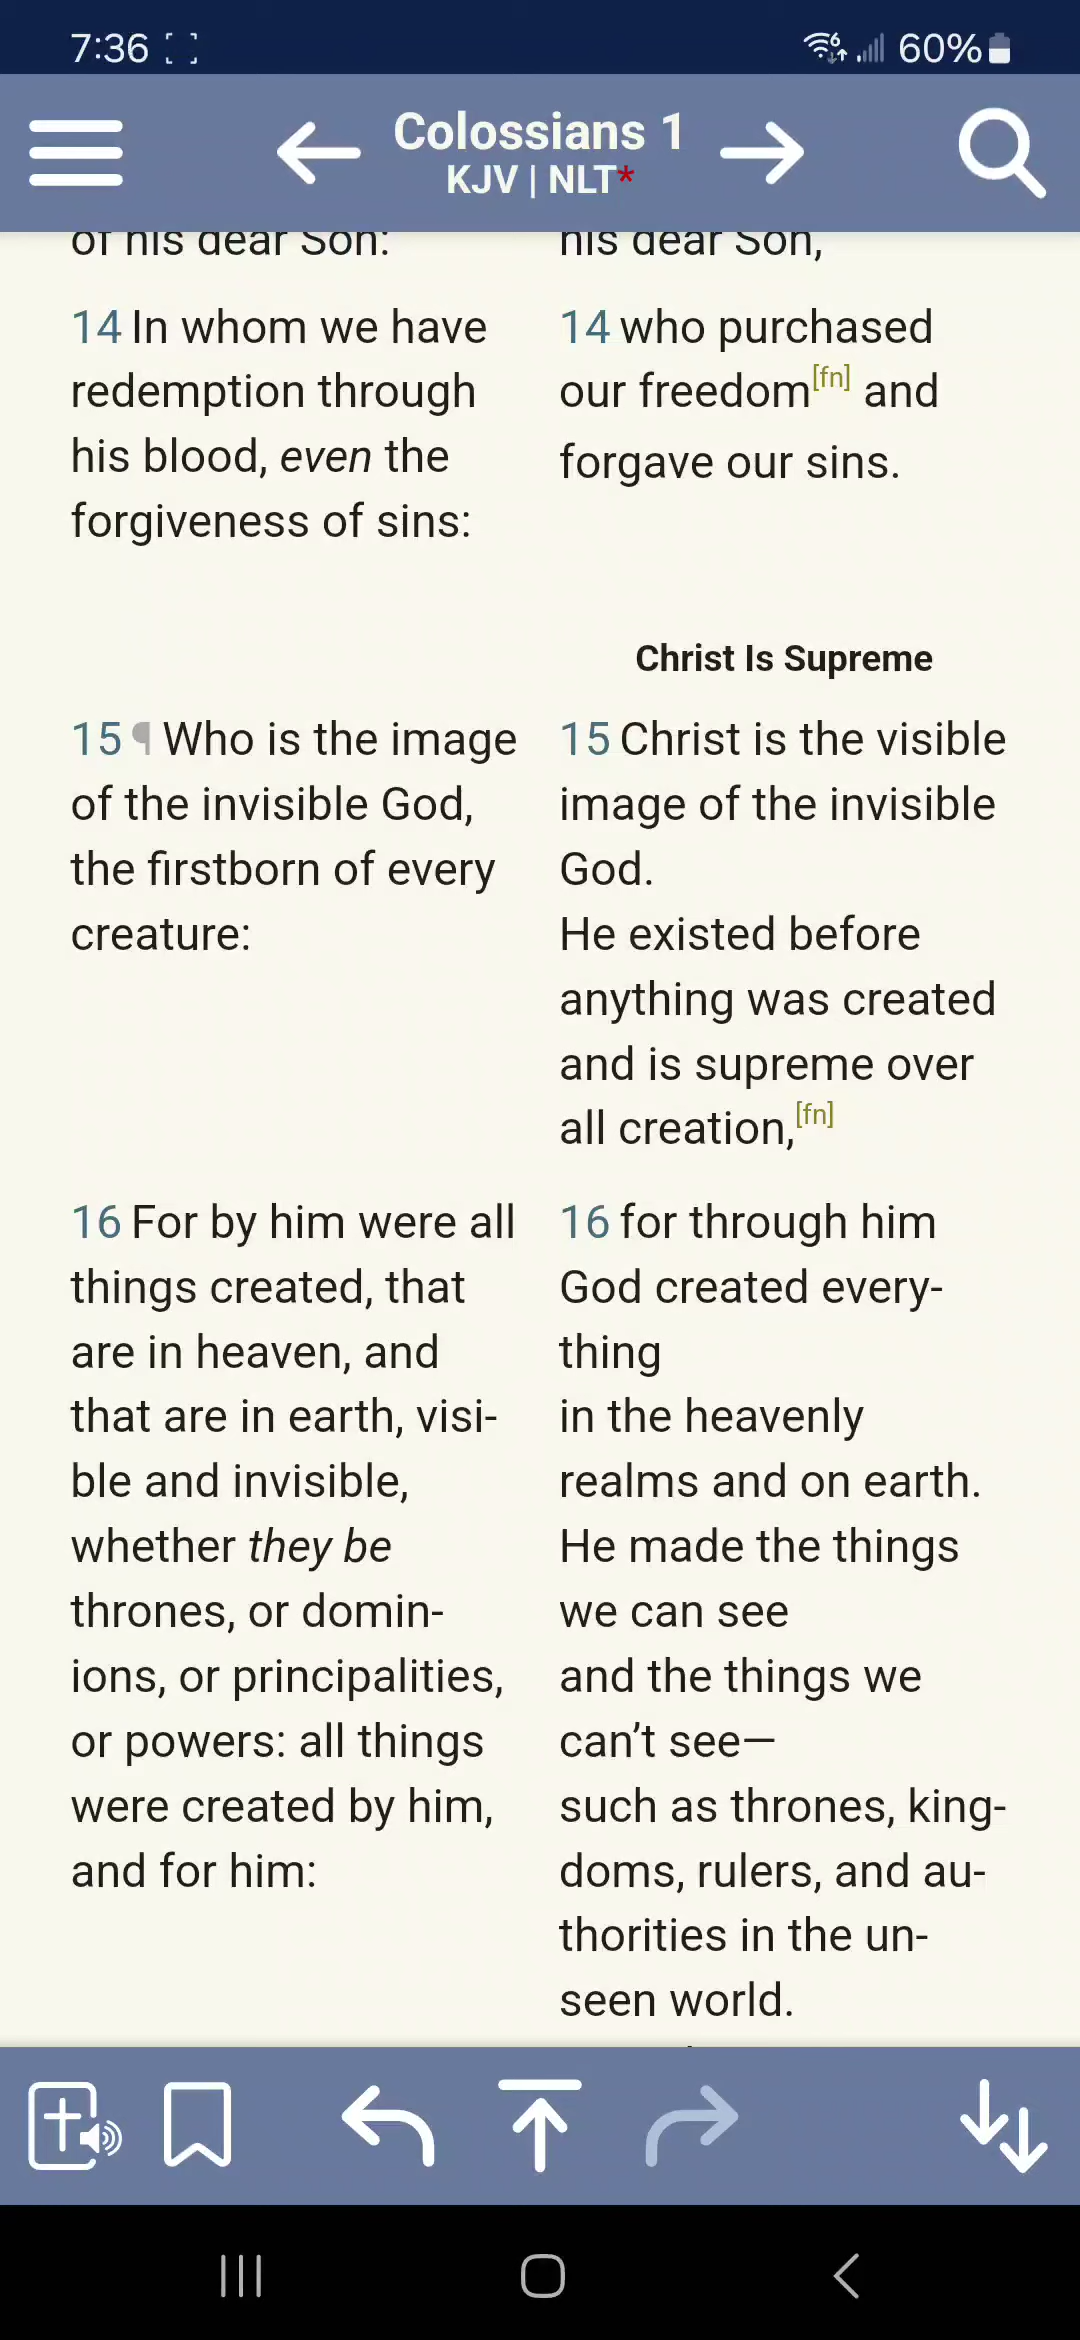 7:36
60%
Colossians 1
KJV | NLT*
of his dear Son:
14 In whom we have
redemption through
his blood, even the
forgiveness of sins:
15 ¶ Who is the image
of the invisible God,
the firstborn of every
creature:
16 For by him were all
things created, that
are in heaven, and
that are in earth, visi-
ble and invisible,
whether they be
thrones, or domin-
ions, or principalities,
or powers: all things
were created by him,
and for him:
his dear Son,
14 who purchased
our freedom[fn] and
forgave our sins.
Christ Is Supreme
15 Christ is the visible
image of the invisible
God.
He existed before
anything was created
and is supreme over
all creation,[fn]
16 for through him
God created every-
thing
in the heavenly
realms and on earth.
He made the things
we can see
and the things we
can’t see—
such as thrones, king-
doms, rulers, and au-
thorities in the un-
seen world.